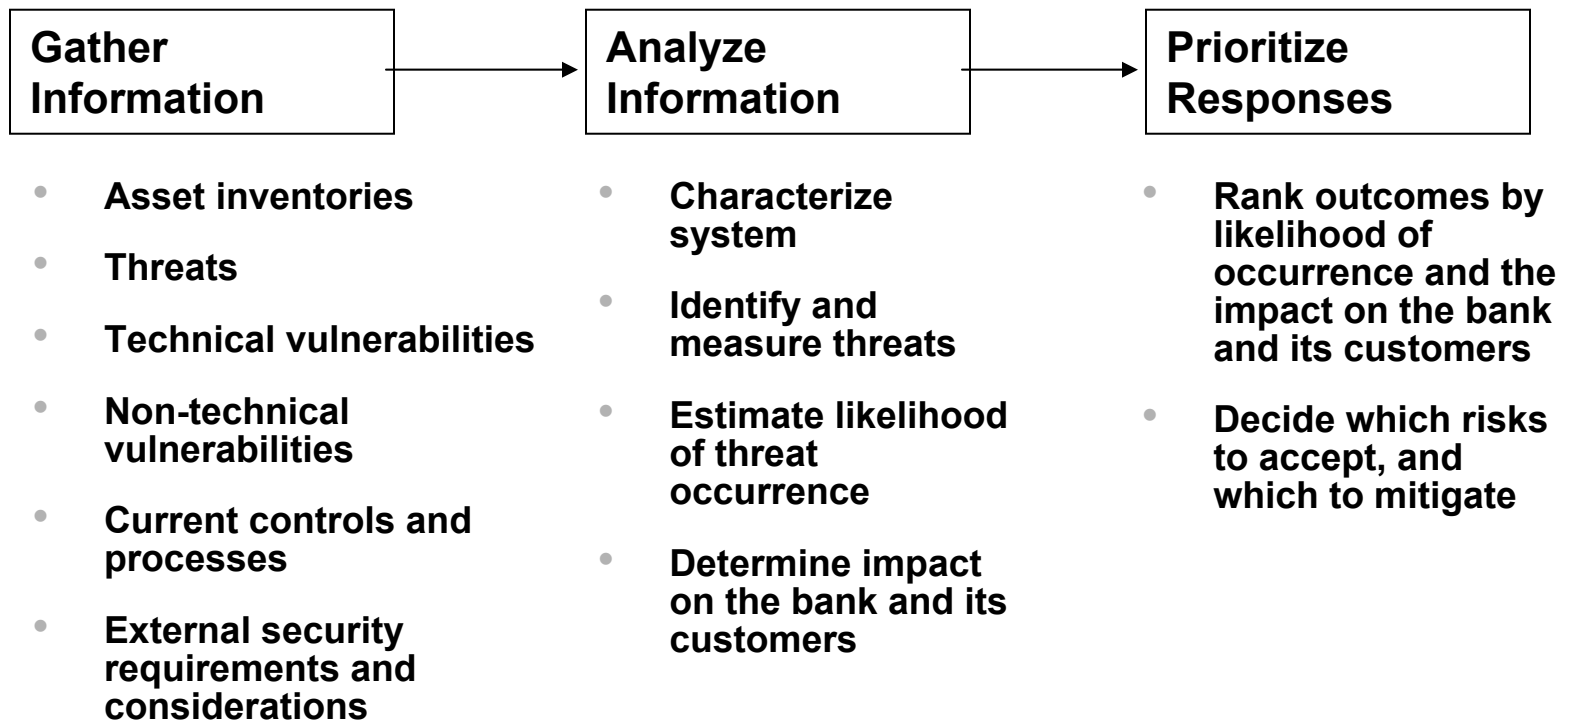 Gather
Information
Analyze
Information
Prioritize
Responses
• Asset inventories
• Threats
• Technical vulnerabilities
• Non-technical
vulnerabilities
• Current controls and
processes
• External security
requirements and
considerations
• Characterize
system
• Identify and
measure threats
• Estimate likelihood
of threat
occurrence
• Determine impact
on the bank and its
customers
• Rank outcomes by
likelihood of
occurrence and the
impact on the bank
and its customers
• Decide which risks
to accept, and
which to mitigate